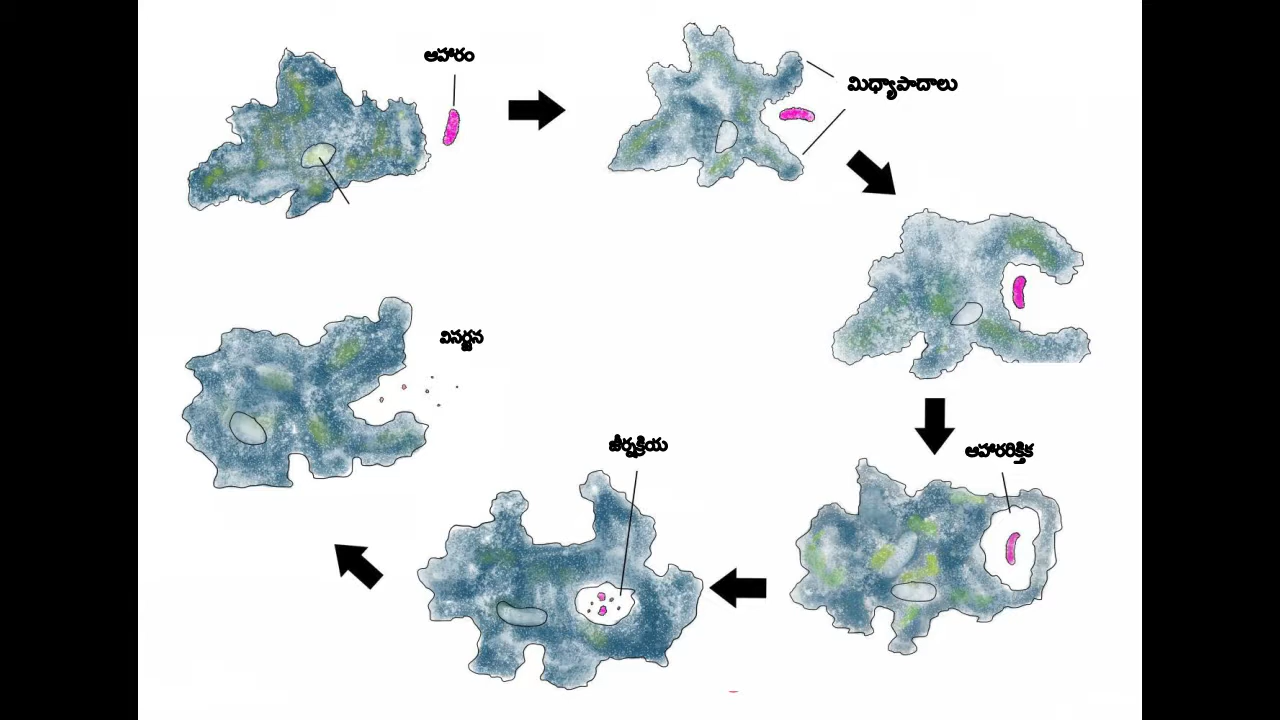 ఆహారం
మిధ్యాపాదాలు
ఆహారరిక్తిక
జీర్ణక్రియ
విసర్జన